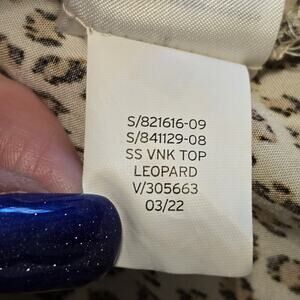 S/821616-09
S/841129-08
SS VNK TOP
LEOPARD
V/305663
03/22